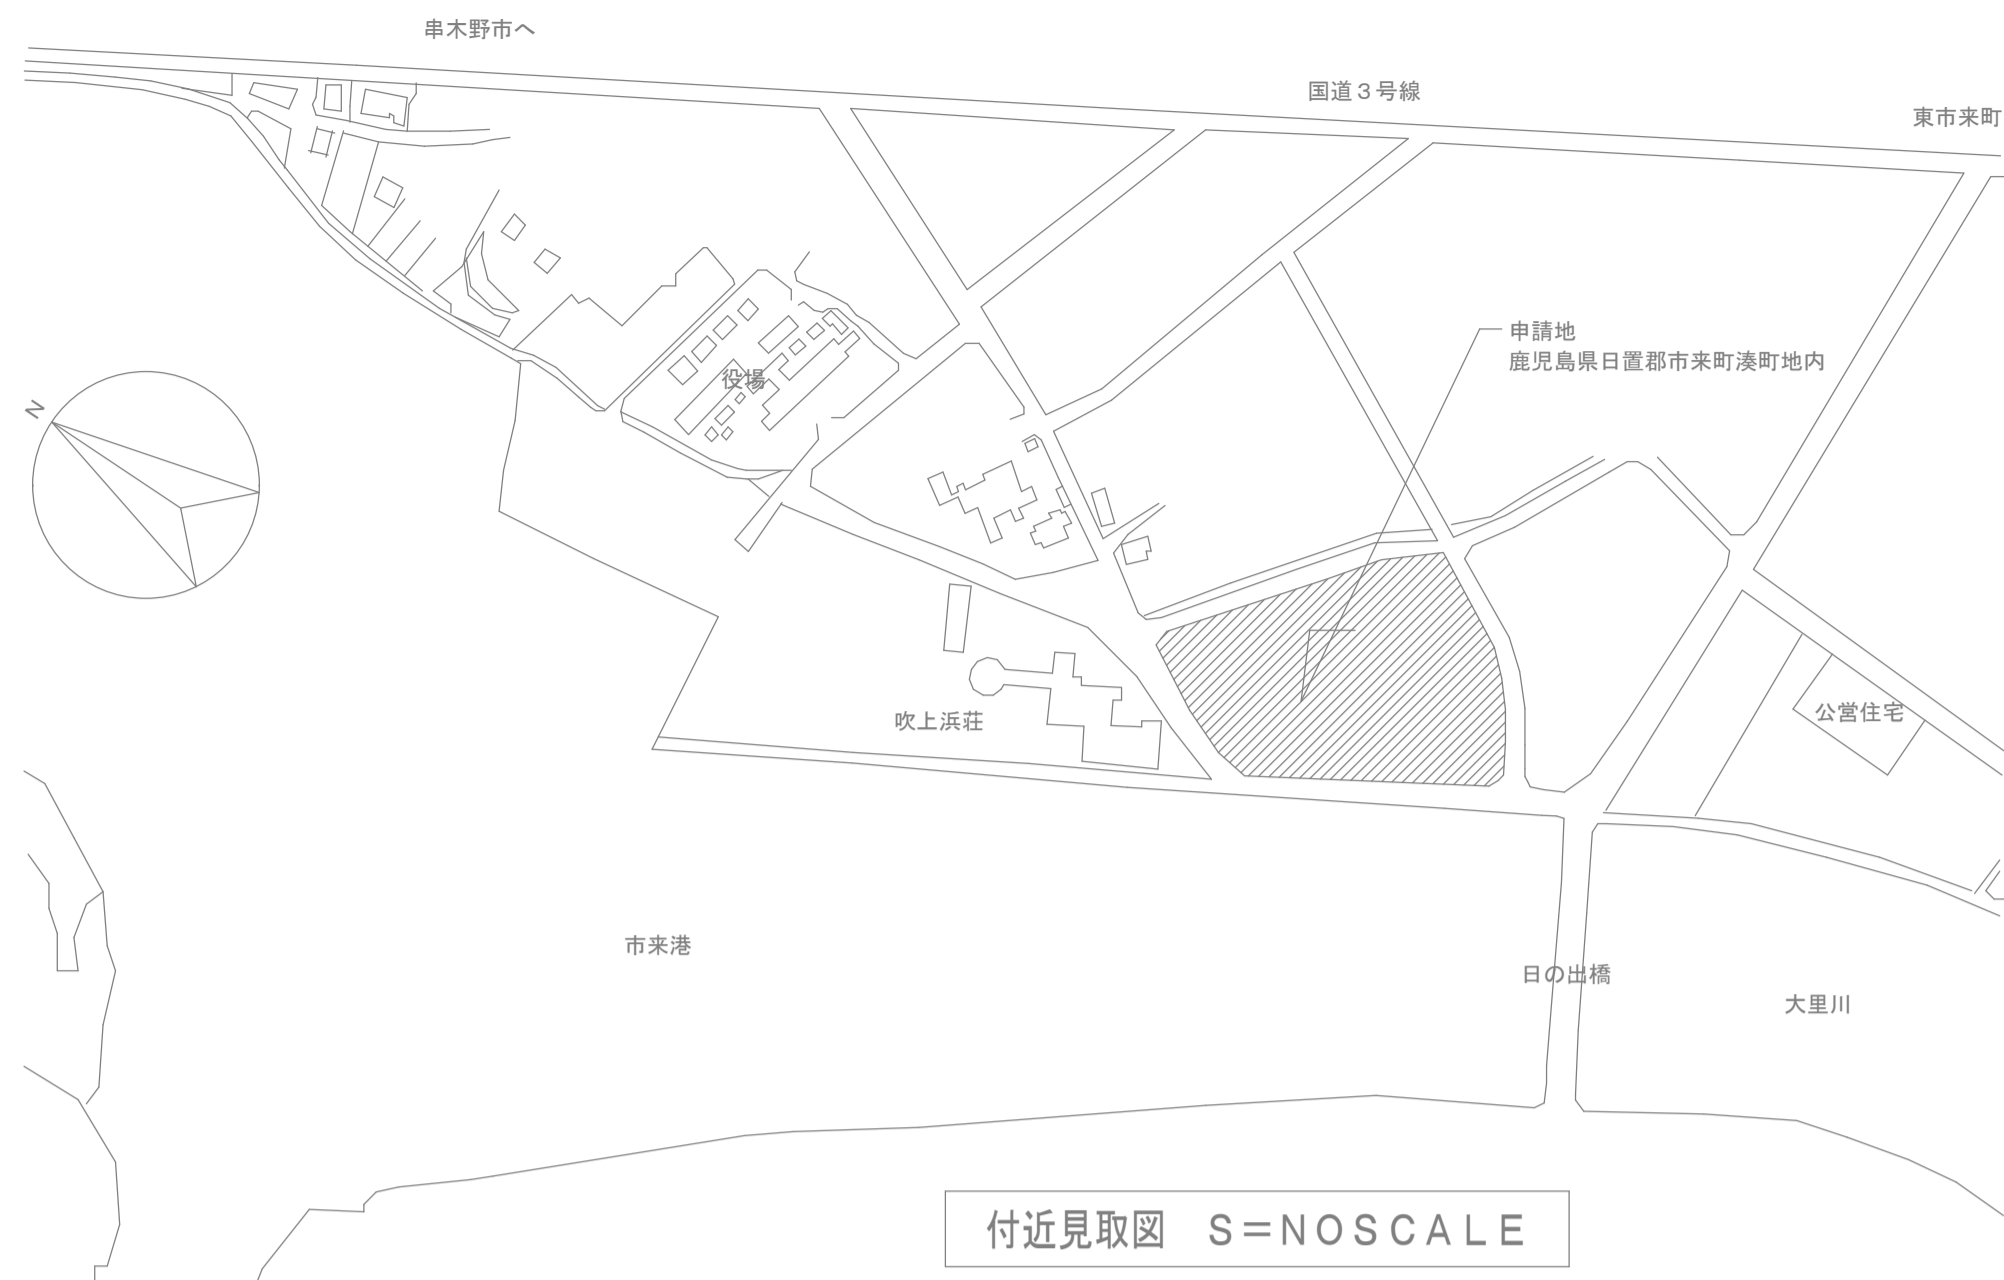 串木野市へ
国道３号線
東市来町
N
申請地
鹿児島県日置郡市来町湊町地内
役場
吹上浜荘
公営住宅
市来港
日の出橋
大里川
付近見取図　Ｓ＝ＮＯＳＣＡＬＥ